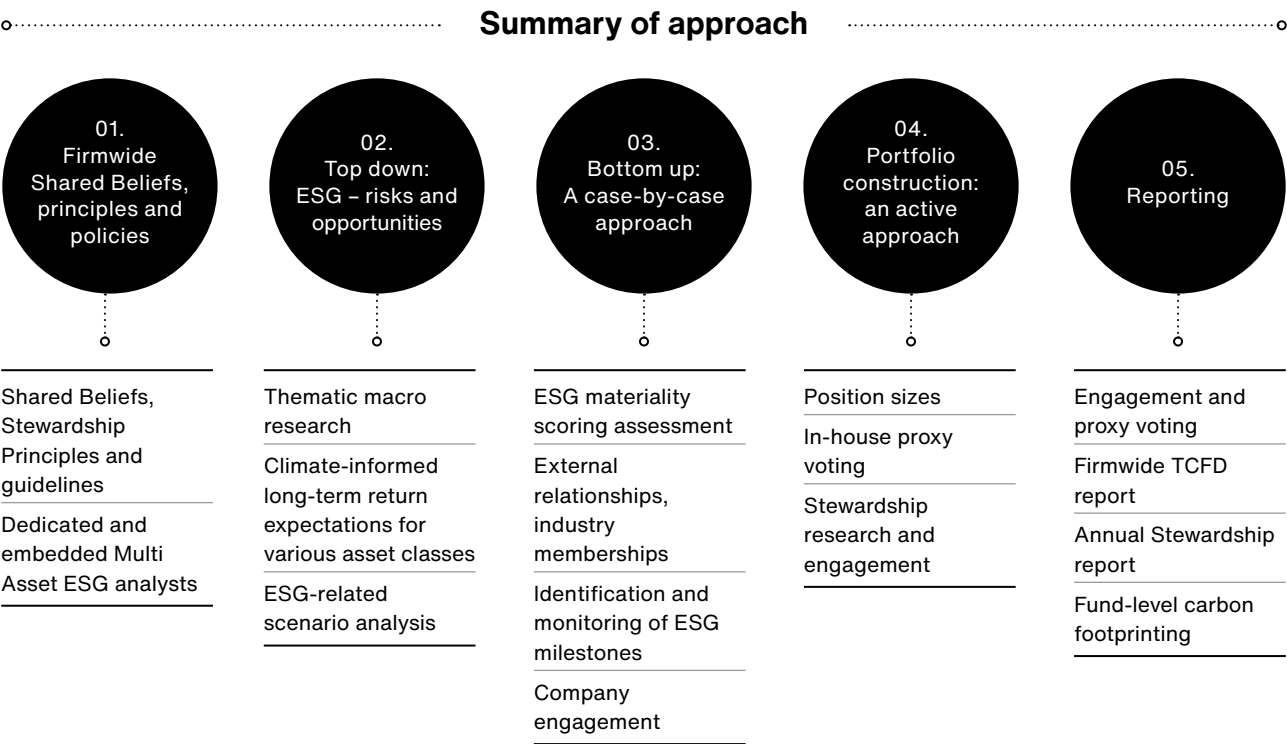 Summary of approach
01.
Firmwide
Shared Beliefs,
principles and
policies
02.
Top down:
ESG – risks and
opportunities
03.
Bottom up:
A case-by-case
approach
04.
Portfolio
construction:
an active
approach
05.
Reporting
Shared Beliefs,
Stewardship
Principles and
guidelines
Dedicated and
embedded Multi
Asset ESG analysts
Thematic macro
research
Climate-informed
long-term return
expectations for
various asset classes
ESG-related
scenario analysis
ESG materiality
scoring assessment
External
relationships,
industry
memberships
Identification and
monitoring of ESG
milestones
Company
engagement
Position sizes
In-house proxy
voting
Stewardship
research and
engagement
Engagement and
proxy voting
Firmwide TCFD
report
Annual Stewardship
report
Fund-level carbon
footprinting